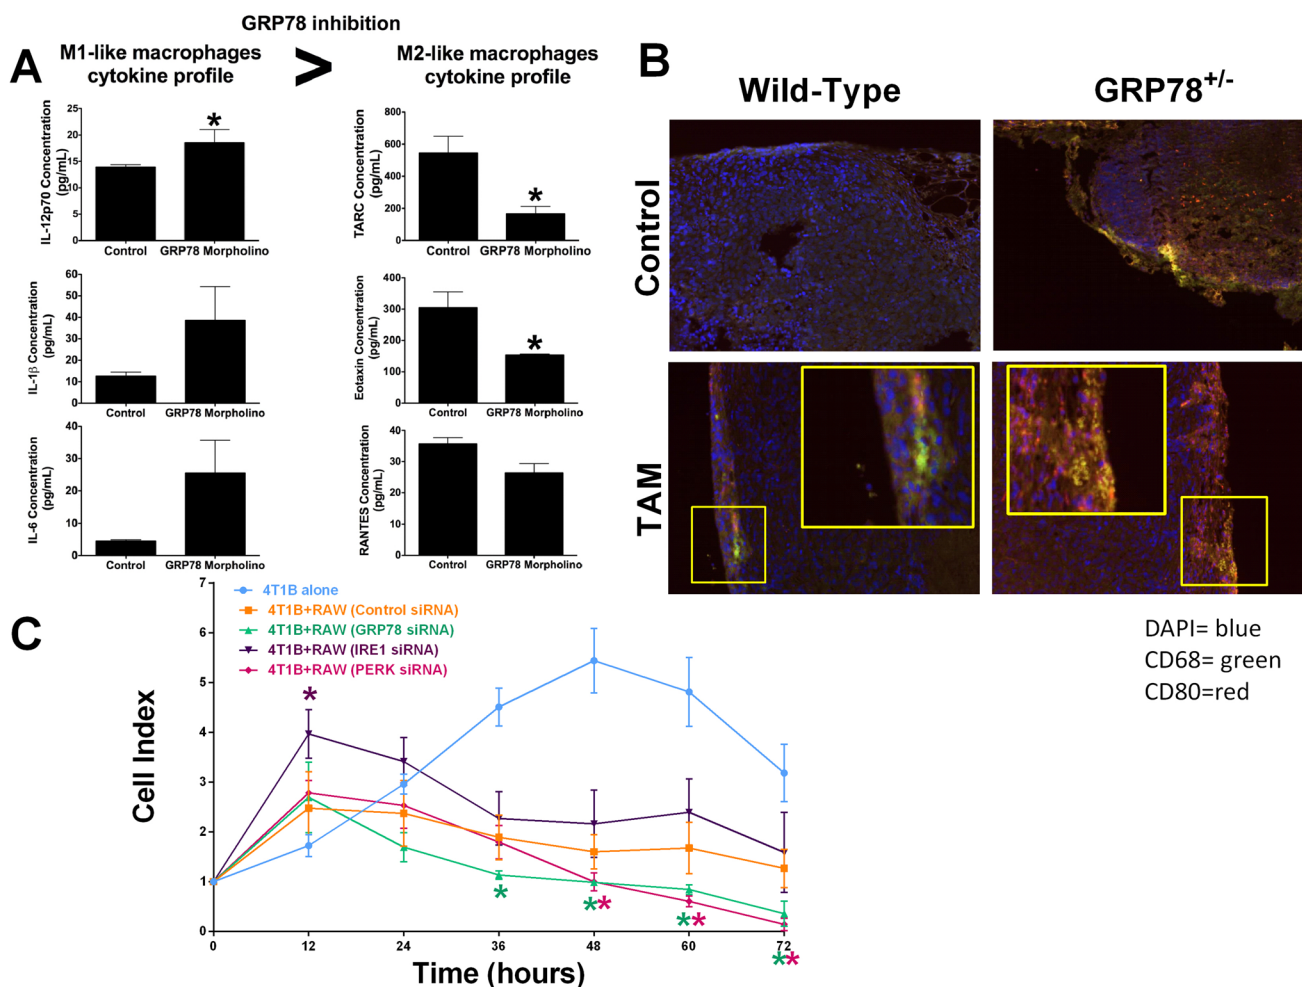 GRP78 inhibition
A
M1-like macrophages
cytokine profile
>
M2-like macrophages
cytokine profile
IL-12p70 Concentration
(pg/mL)
25
20
15
10
5
0
*
Control
GRP78 Morpholino
TARC Concentration
(pg/mL)
800
600
400
200
0
*
Control
GRP78 Morpholino
IL-1β Concentration
(pg/mL)
60
50
40
30
20
10
0
Control
GRP78 Morpholino
Eotaxin Concentration
(pg/mL)
400
300
200
100
0
*
Control
GRP78 Morpholino
IL-6 Concentration
(pg/mL)
40
30
20
10
0
Control
GRP78 Morpholino
RANTES Concentration
(pg/mL)
40
30
20
10
0
Control
GRP78 Morpholino
B
Wild-Type
GRP78+/-
Control
TAM
DAPI= blue
CD68= green
CD80=red
C
4T1B alone
4T1B+RAW (Control siRNA)
4T1B+RAW (GRP78 siRNA)
4T1B+RAW (IRE1 siRNA)
4T1B+RAW (PERK siRNA)
Cell Index
7
6
5
4
3
2
1
0
*
*
**
**
**
0
12
24
36
48
60
72
Time (hours)